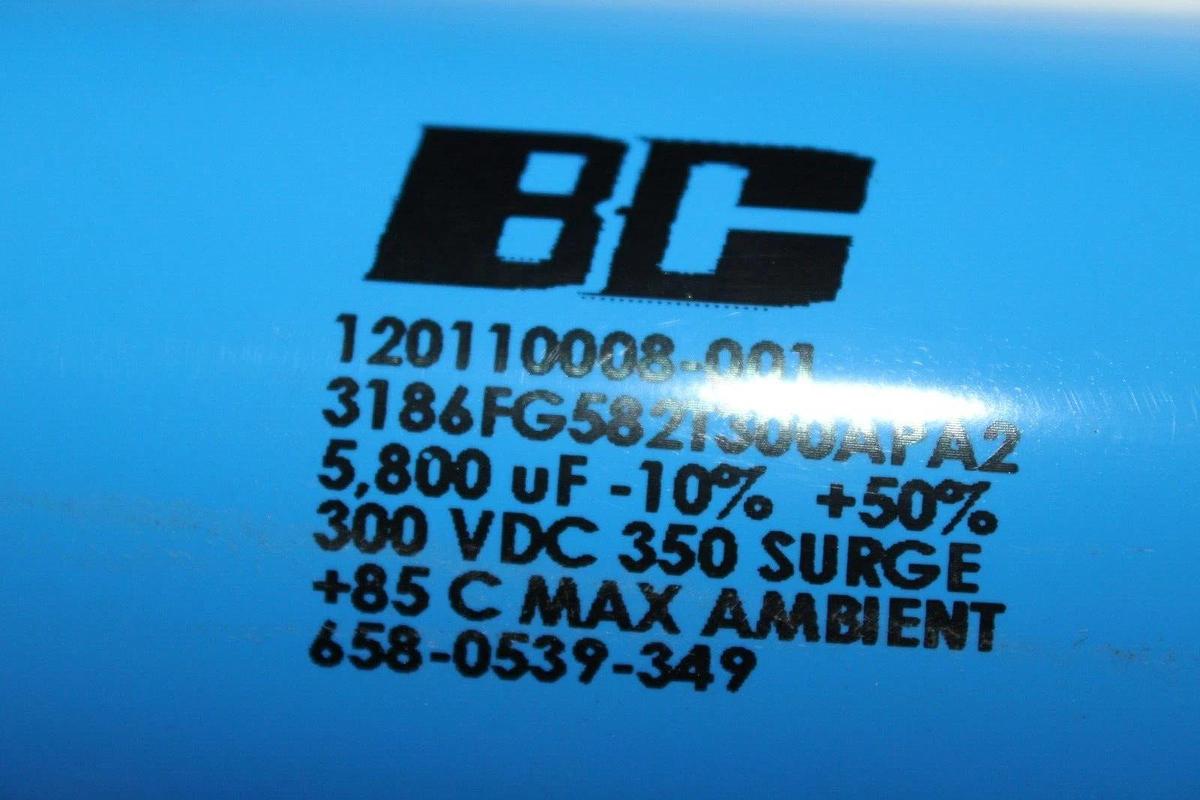 BC
120110008-001
3186FG582T300APA2
5,800 uF -10% +50%
300 VDC 350 SURGE
+85 C MAX AMBIENT
658-0539-349